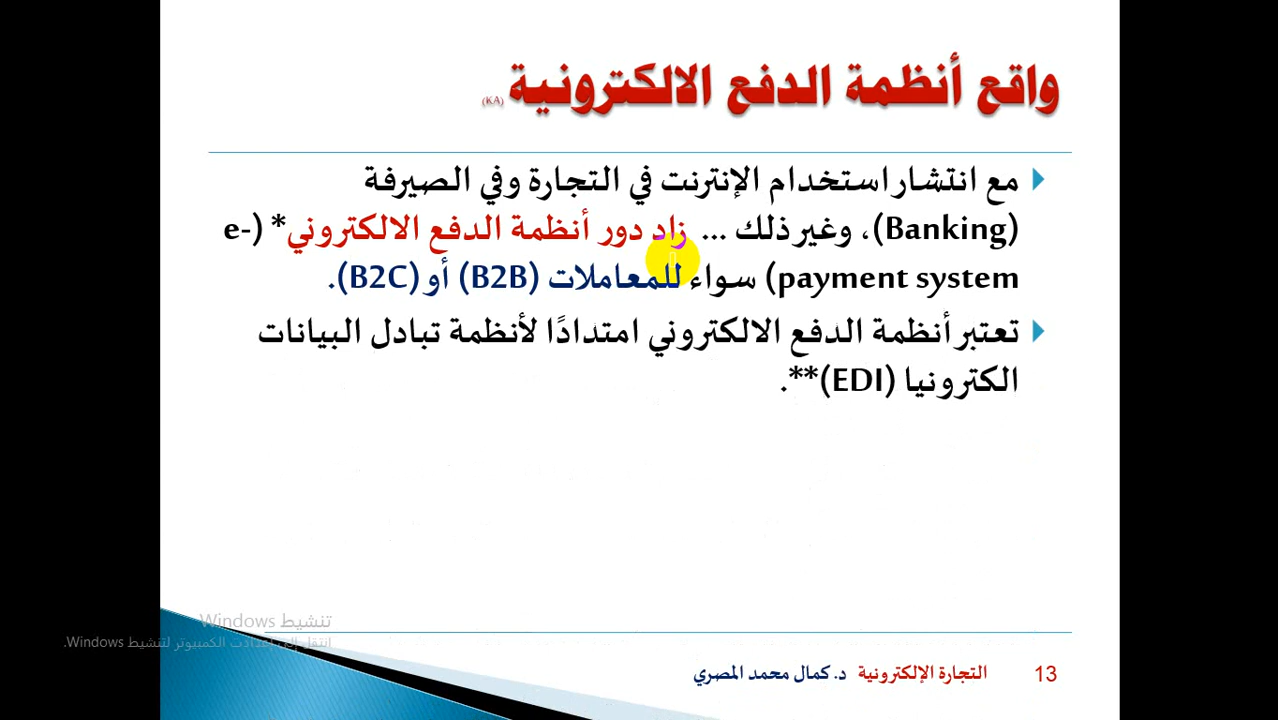 واقع أنظمة الدفع الالكترونية (KA)
مع انتشار استخدام الإنترنت في التجارة وفي الصيرفة
(Banking)، وغير ذلك ... زاد دور أنظمة الدفع الالكتروني* (e-
payment system) سواء للمعاملات (B2B) أو (B2C).
تعتبر أنظمة الدفع الالكتروني امتدادًا لأنظمة تبادل البيانات
الكترونيا (EDI)**.
تنشيط Windows
انتقل إلى إعدادات الكمبيوتر لتنشيط Windows.
التجارة الإلكترونية د. كمال محمد المصري
13